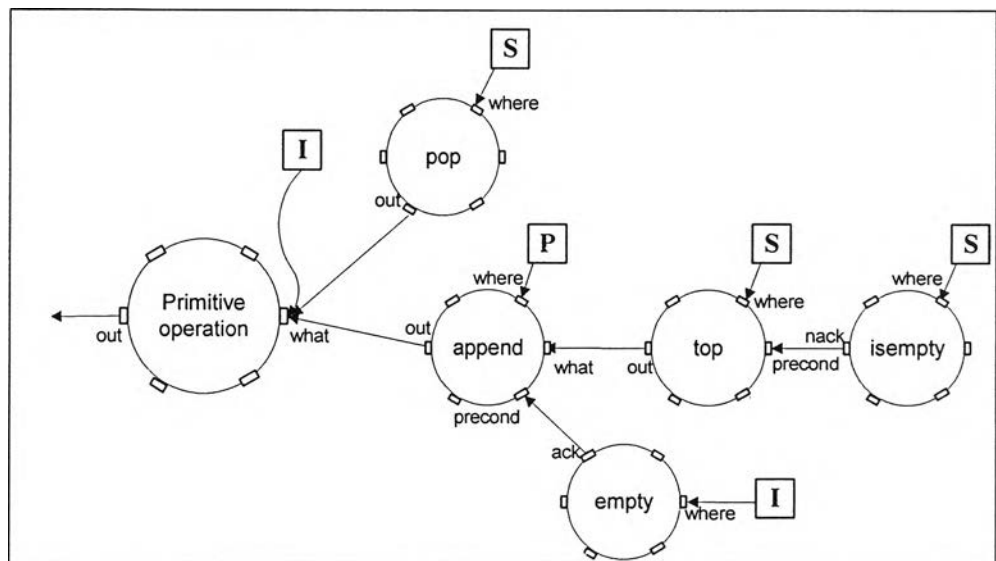 S
where
I
pop
out
P
S
S
where
where
where
Primitive
operation
out
what
out
append
what
out
top
precond
nack
isempty
precond
ack
empty
where
I